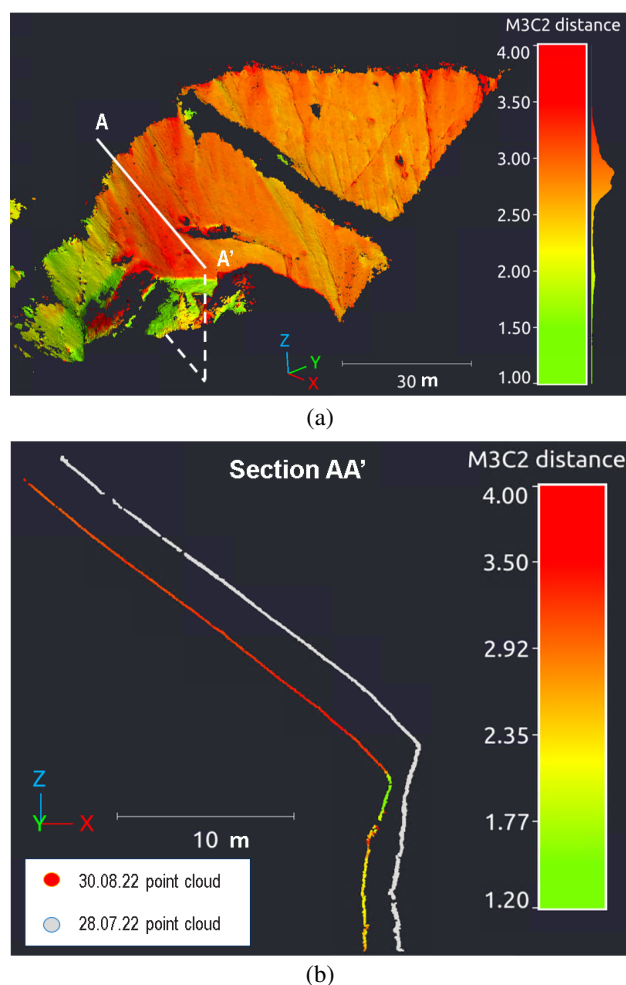 M3C2 distance
4.00
3.50
3.00
2.50
2.00
1.50
1.00
A
A'
Z
Y
X
30 m
(a)
Section AA'
M3C2 distance
4.00
3.50
2.92
2.35
1.77
1.20
Z
Y X
10 m
30.08.22 point cloud
28.07.22 point cloud
(b)